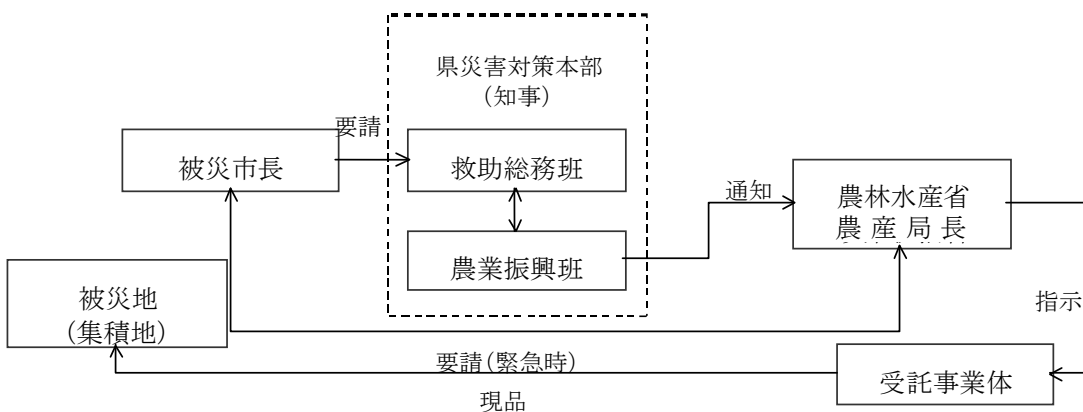 県災害対策本部
(知事)
要請
被災市長
救助総務班
通知
農林水産省
農産局長
農業振興班
被災地
(集積地)
指示
要請(緊急時)
受託事業体
現品